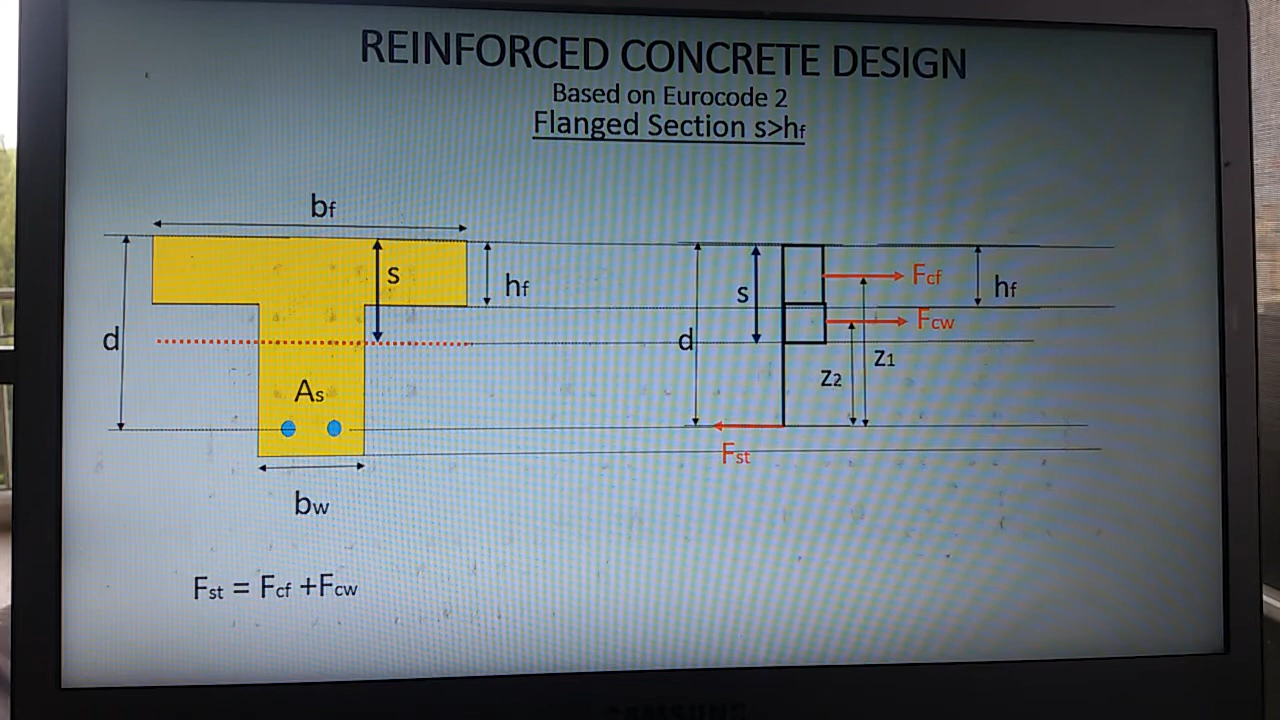 REINFORCED CONCRETE DESIGN
Based on Eurocode 2
Flanged Section s>hf
bf
s
hf
d
As
bw
s
d
Fcf
hf
Fcw
z1
z2
Fst
Fst = Fcf +Fcw
SAMSUNG